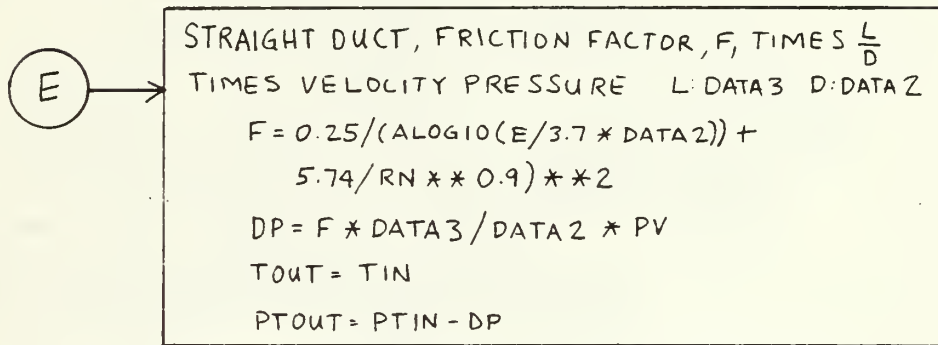 E
STRAIGHT DUCT, FRICTION FACTOR, F, TIMES L/D
TIMES VELOCITY PRESSURE L: DATA3 D: DATA2
F = 0.25/(ALOG10(E/3.7 * DATA2)) +
5.74/RN ** 0.9) **2
DP = F * DATA3/DATA2 * PV
TOUT = TIN
PTOUT = PTIN - DP